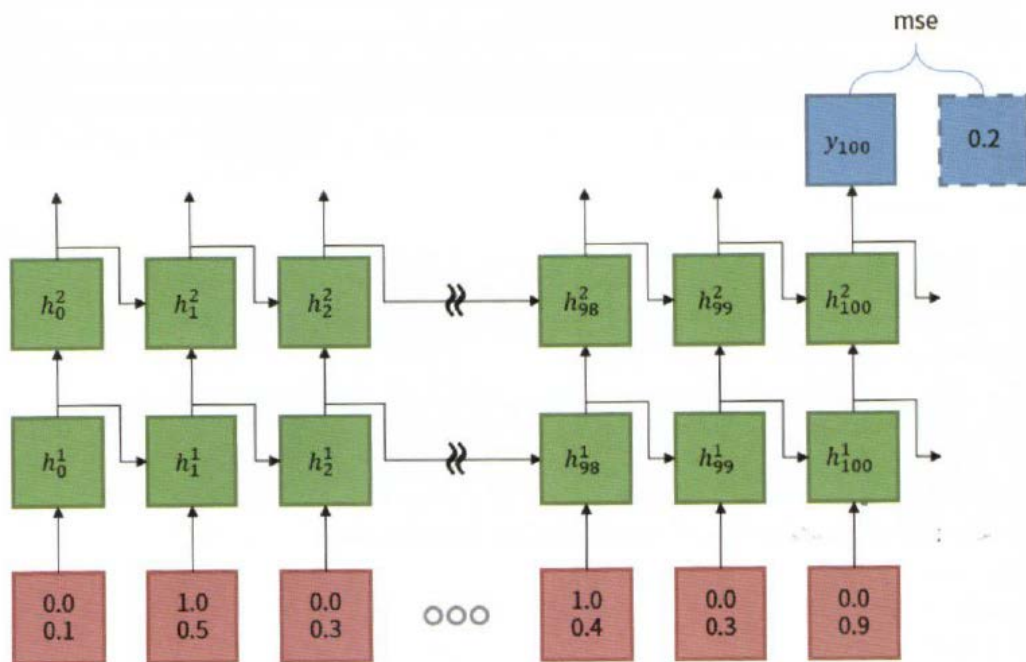 mse
y₁₀₀ 0.2
h₀² h₁² h₂² h₉₈² h₉₉² h₁₀₀²
h₀¹ h₁¹ h₂¹ h₉₈¹ h₉₉¹ h₁₀₀¹
0.0 1.0 0.0 1.0 0.0 0.0
0.1 0.5 0.3 0.4 0.3 0.9